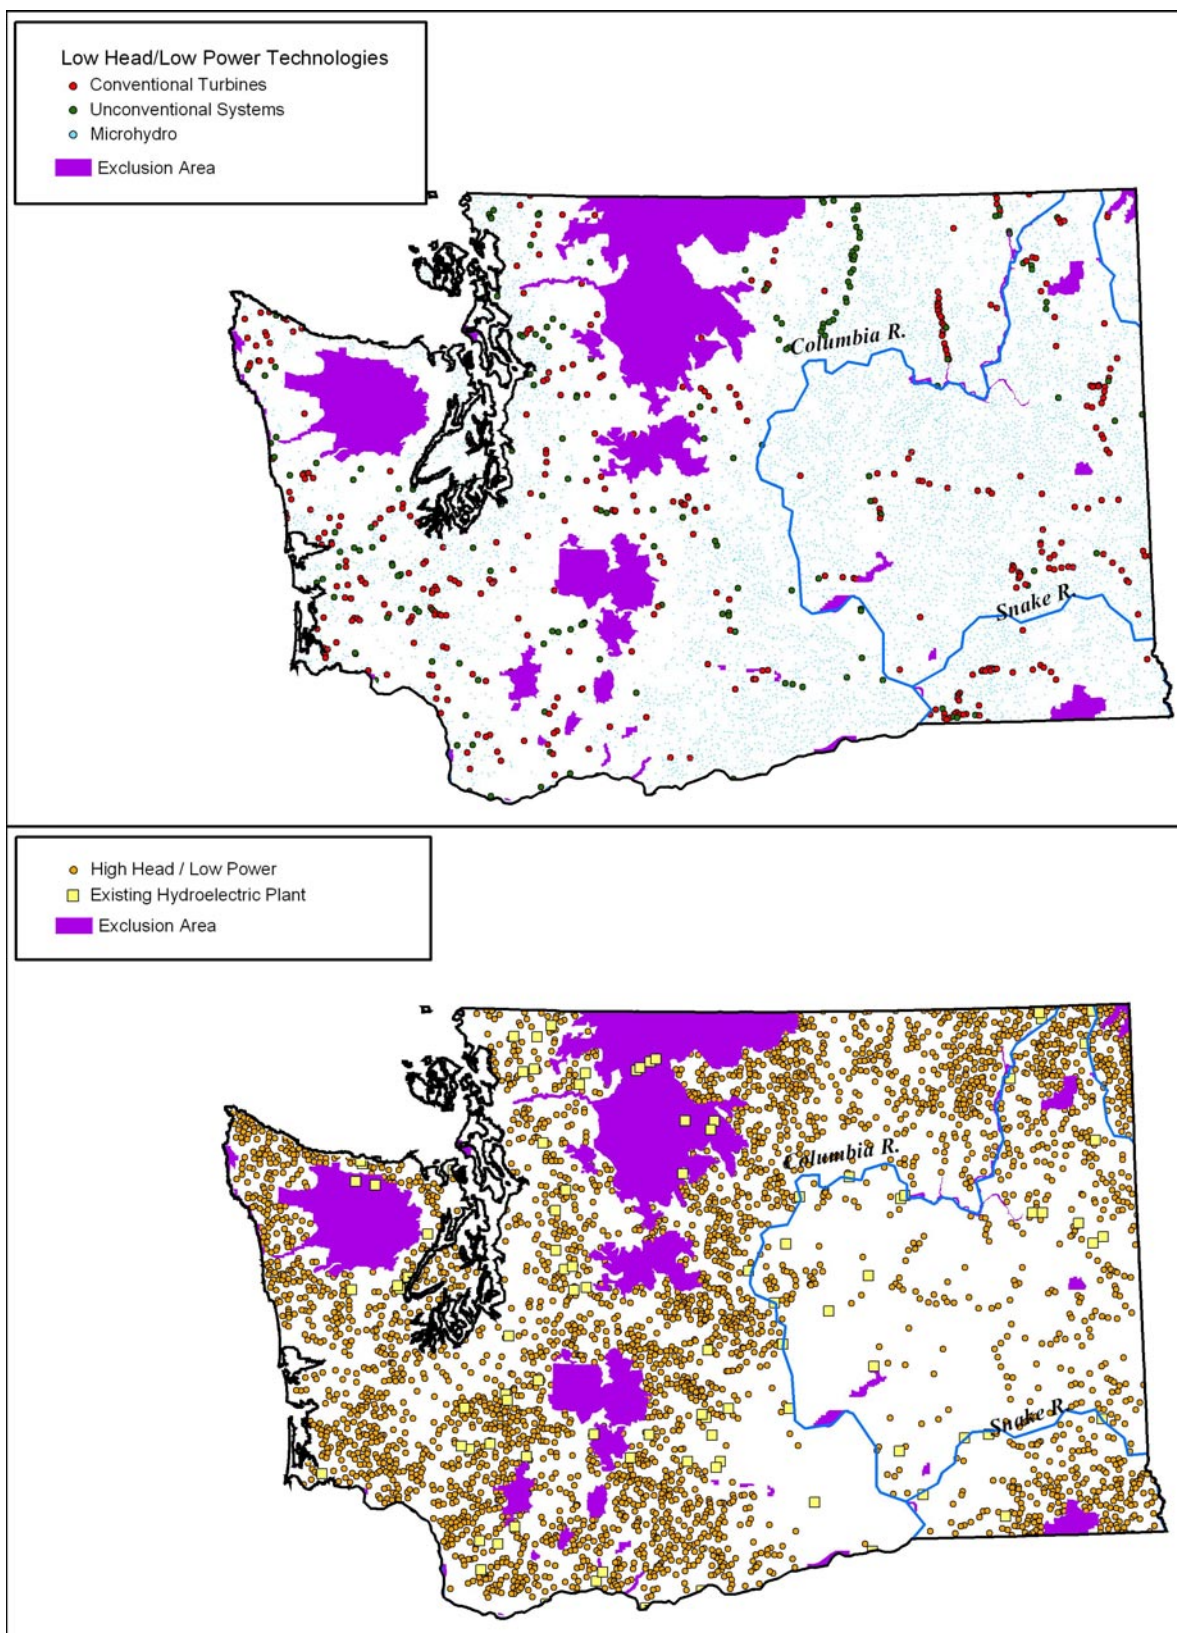 Low Head/Low Power Technologies
Conventional Turbines
Unconventional Systems
Microhydro
Exclusion Area
Columbia R.
Snake R.
High Head / Low Power
Existing Hydroelectric Plant
Exclusion Area
Columbia R.
Snake R.